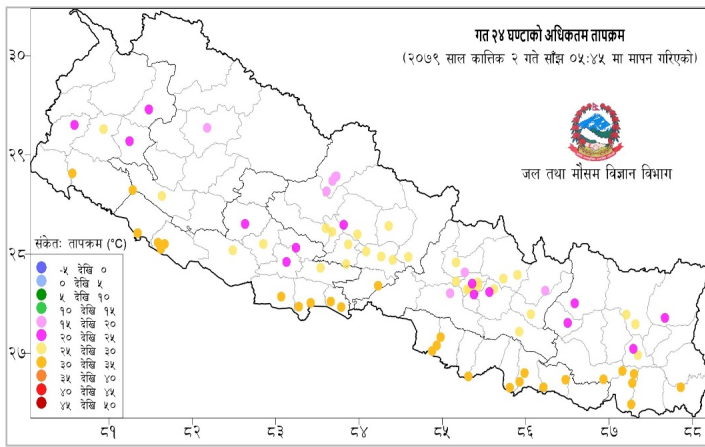 गत २४ घण्टाको अधिकतम तापक्रम
(२०७९ साल कात्तिक २ गते साँझ ०५:४५ मा मापन गरिएको)
जल तथा मौसम विज्ञान विभाग
३०
२९
२८
२७
संकेतः तापक्रम (°C)
-५ देखि ०
० देखि ५
५ देखि १०
१० देखि १५
१५ देखि २०
२० देखि २५
२५ देखि ३०
३० देखि ३५
३५ देखि ४०
४० देखि ४५
४५ देखि ५०
८१ ८२ ८३ ८४ ८५ ८६ ८७ ८८